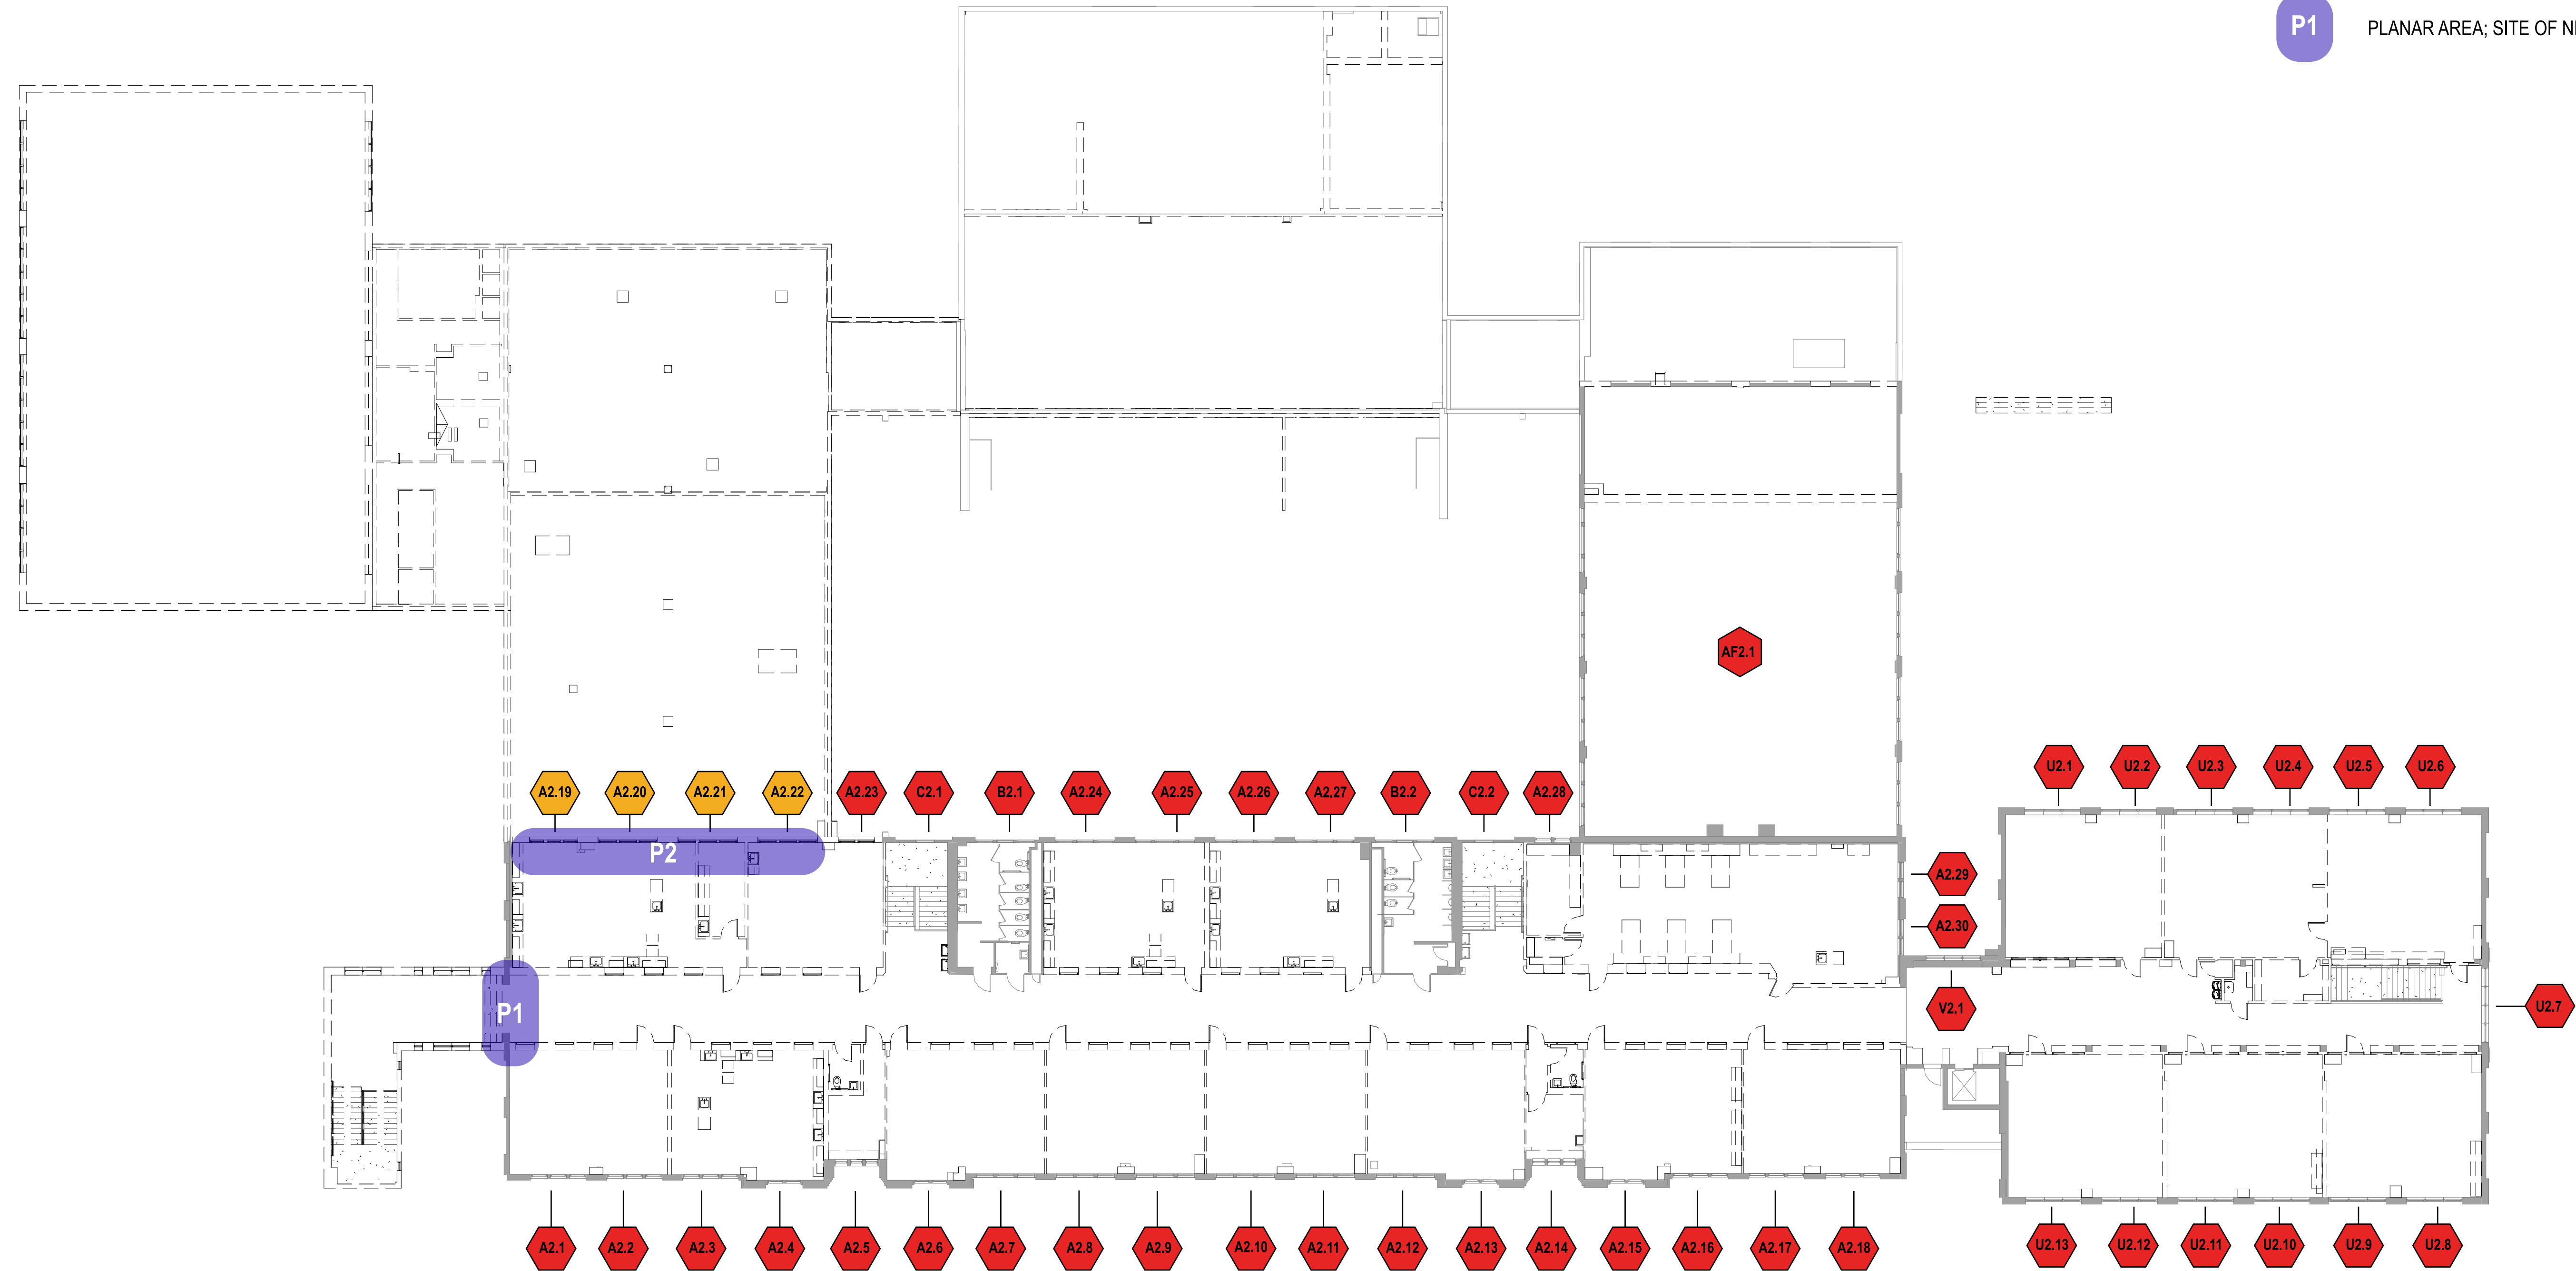 P1 PLANAR AREA; SITE OF
AF2.1
U2.1 U2.2 U2.3 U2.4 U2.5 U2.6
A2.19 A2.20 A2.21 A2.22 A2.23 C2.1 B2.1 A2.24 A2.25 A2.26 A2.27 B2.2 C2.2 A2.28
P2
A2.29
A2.30
P1
V2.1
U2.7
A2.1 A2.2 A2.3 A2.4 A2.5 A2.6 A2.7 A2.8 A2.9 A2.10 A2.11 A2.12 A2.13 A2.14 A2.15 A2.16 A2.17 A2.18
U2.13 U2.12 U2.11 U2.10 U2.9 U2.8